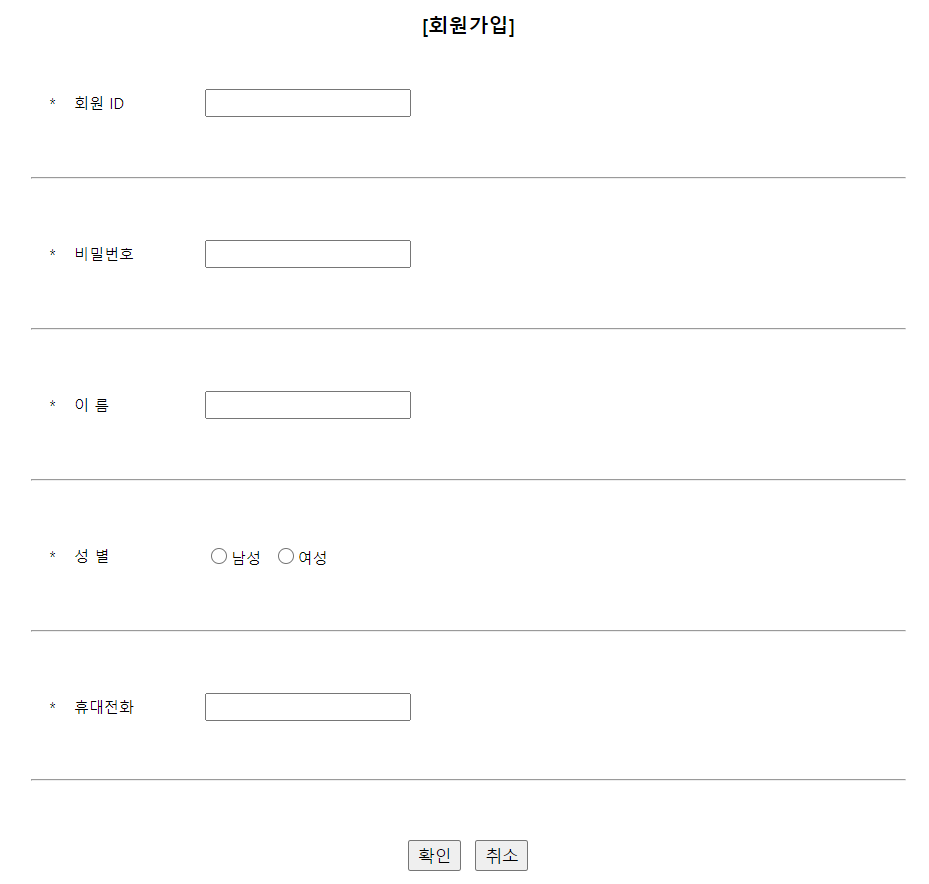 [회원가입]
* 회원 ID
* 비밀번호
* 이 름
* 성 별 남성 여성
* 휴대전화
확인 취소